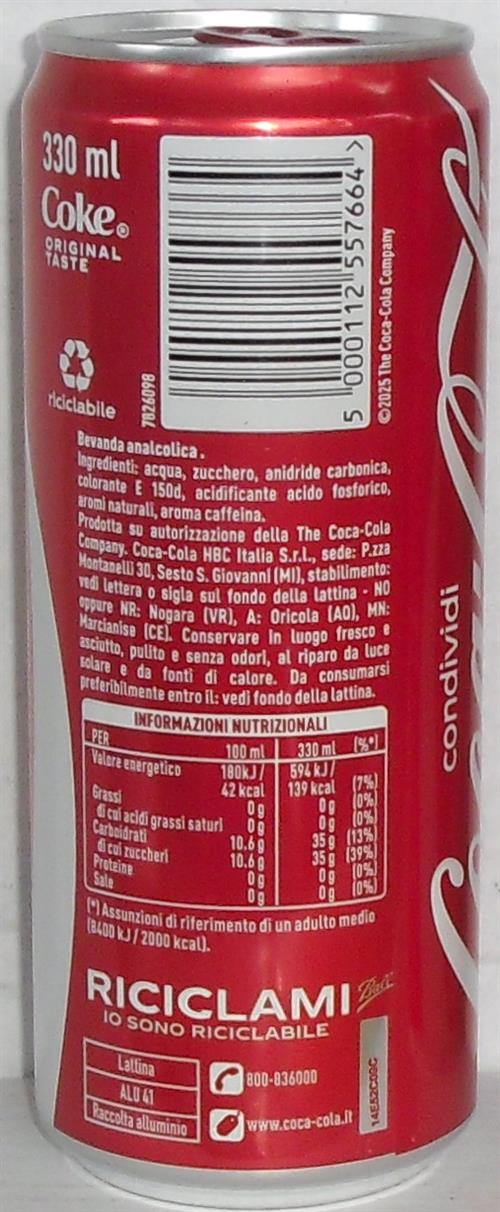 330 ml
Coke®
ORIGINAL
TASTE
riciclabile
7826098
5 000112 557664 >
©2025 The Coca-Cola Company
Bevanda analcolica.
Ingredienti: acqua, zucchero, anidride carbonica,
colorante E 150d, acidificante acido fosforico,
aromi naturali, aroma caffeina.
Prodotta su autorizzazione della The Coca-Cola
Company. Coca-Cola HBC Italia S.r.l., sede: P.zza
Montanelli 30, Sesto S. Giovanni (MI), stabilimento:
vedi lettera o sigla sul fondo della lattina - NO
oppure NR: Nogara (VR), A: Oricola (AQ), MN:
Marcianise (CE). Conservare in luogo fresco e
asciutto, pulito e senza odori, al riparo da luce
solare e da fonti di calore. Da consumarsi
preferibilmente entro il: vedi fondo della lattina.
INFORMAZIONI NUTRIZIONALI
PER 100 ml 330 ml (%*)
Valore energetico 180kJ/ 594 kJ/
42 kcal 139 kcal (7%)
Grassi 0g 0g (0%)
di cui acidi grassi saturi 0g 0g (0%)
Carboidrati 10.6g 35g (13%)
di cui zuccheri 10.6g 35g (39%)
Proteine 0g 0g (0%)
Sale 0g 0g (0%)
(*) Assunzioni di riferimento di un adulto medio
(8400 kJ / 2000 kcal).
RICICLAMI
IO SONO RICICLABILE
Ball
Lattina
ALU 41
Raccolta alluminio
800-836000
www.coca-cola.it
14E52C09C
condividi